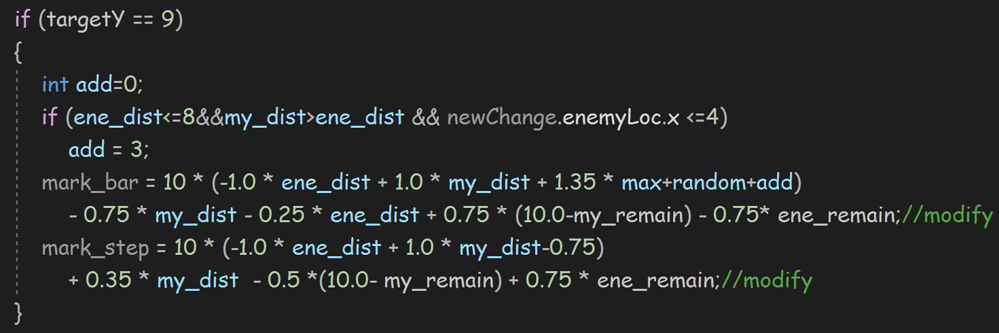 if (targetY == 9)
{
int add=0;
if (ene_dist<=8&&my_dist>ene_dist && newChange.enemyLoc.x <=4)
add = 3;
mark_bar = 10 * (-1.0 * ene_dist + 1.0 * my_dist + 1.35 * max+random+add)
- 0.75 * my_dist - 0.25 * ene_dist + 0.75 * (10.0-my_remain) - 0.75* ene_remain;//modify
mark_step = 10 * (-1.0 * ene_dist + 1.0 * my_dist-0.75)
+ 0.35 * my_dist  - 0.5 *(10.0- my_remain) + 0.75 * ene_remain;//modify
}